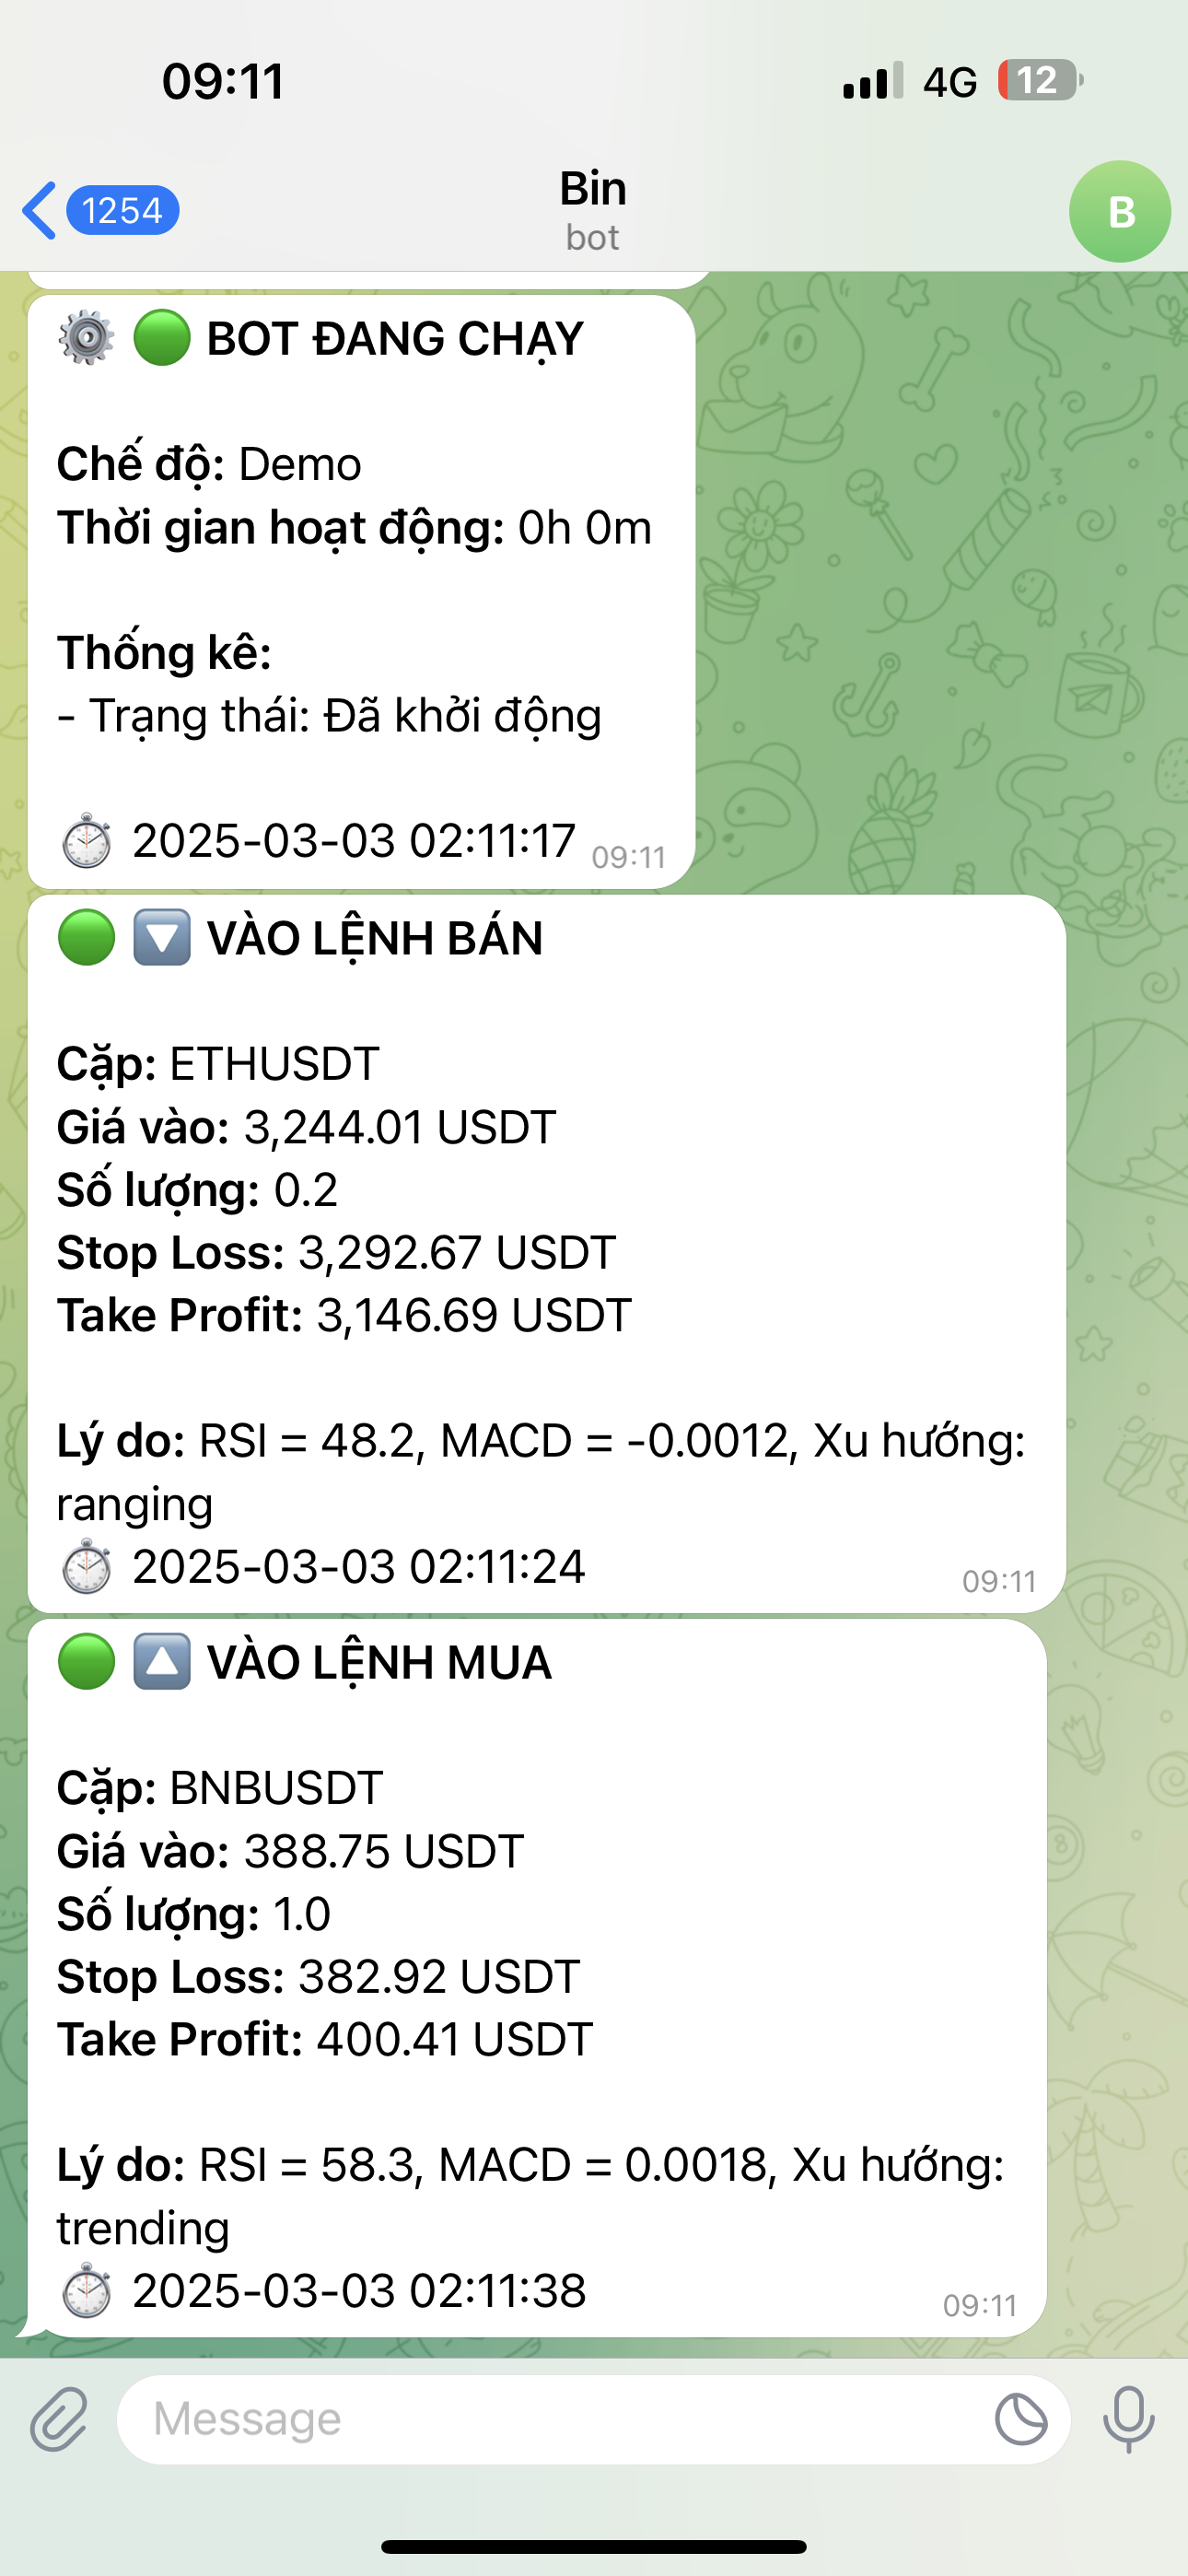 09:11
4G
12
1254
Bin
bot
B
BOT ĐANG CHẠY
Chế độ: Demo
Thời gian hoạt động: 0h 0m
Thống kê:
- Trạng thái: Đã khởi động
2025-03-03 02:11:17 09:11
VÀO LỆNH BÁN
Cặp: ETHUSDT
Giá vào: 3,244.01 USDT
Số lượng: 0.2
Stop Loss: 3,292.67 USDT
Take Profit: 3,146.69 USDT
Lý do: RSI = 48.2, MACD = -0.0012, Xu hướng:
ranging
2025-03-03 02:11:24 09:11
VÀO LỆNH MUA
Cặp: BNBUSDT
Giá vào: 388.75 USDT
Số lượng: 1.0
Stop Loss: 382.92 USDT
Take Profit: 400.41 USDT
Lý do: RSI = 58.3, MACD = 0.0018, Xu hướng:
trending
2025-03-03 02:11:38 09:11
Message